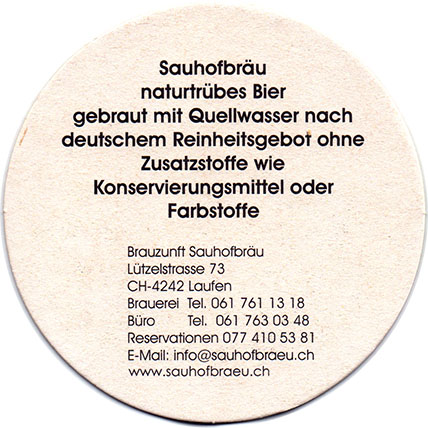 Sauhofbräu
naturtrübes Bier
gebraut mit Quellwasser nach
deutschem Reinheitsgebot ohne
Zusatzstoffe wie
Konservierungsmittel oder
Farbstoffe
Brauzunft Sauhofbräu
Lützelstrasse 73
CH-4242 Laufen
Brauerei Tel. 061 761 13 18
Büro Tel. 061 763 03 48
Reservationen 077 410 53 81
E-Mail: info@sauhofbraeu.ch
www.sauhofbraeu.ch